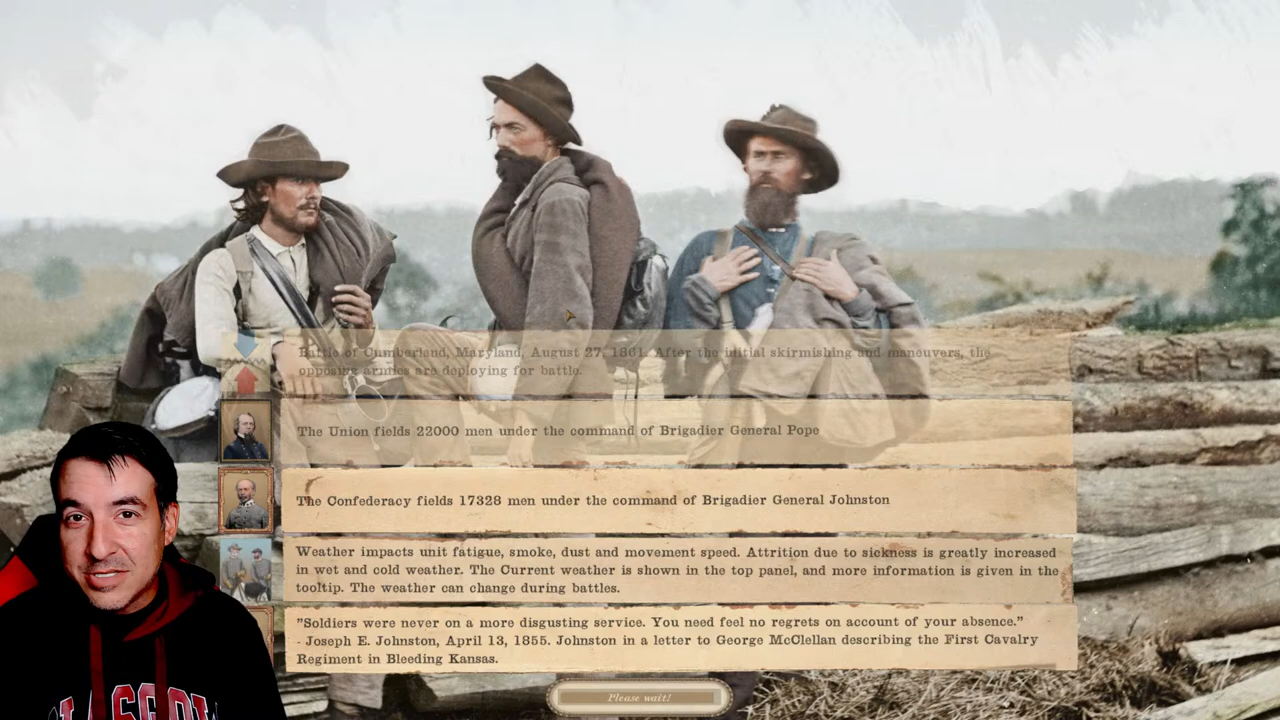 Battle of Cumberland, Maryland, August 27, 1861. After the initial skirmishing and maneuvers, the
opposing armies are deploying for battle.
The Union fields 22000 men under the command of Brigadier General Pope
The Confederacy fields 17328 men under the command of Brigadier General Johnston
Weather impacts unit fatigue, smoke, dust and movement speed. Attrition due to sickness is greatly increased
in wet and cold weather. The Current weather is shown in the top panel, and more information is given in the
tooltip. The weather can change during battles.
"Soldiers were never on a more disgusting service. You need feel no regrets on account of your absence."
- Joseph E. Johnston, April 13, 1855. Johnston in a letter to George McClellan describing the First Cavalry
Regiment in Bleeding Kansas.
Please wait!